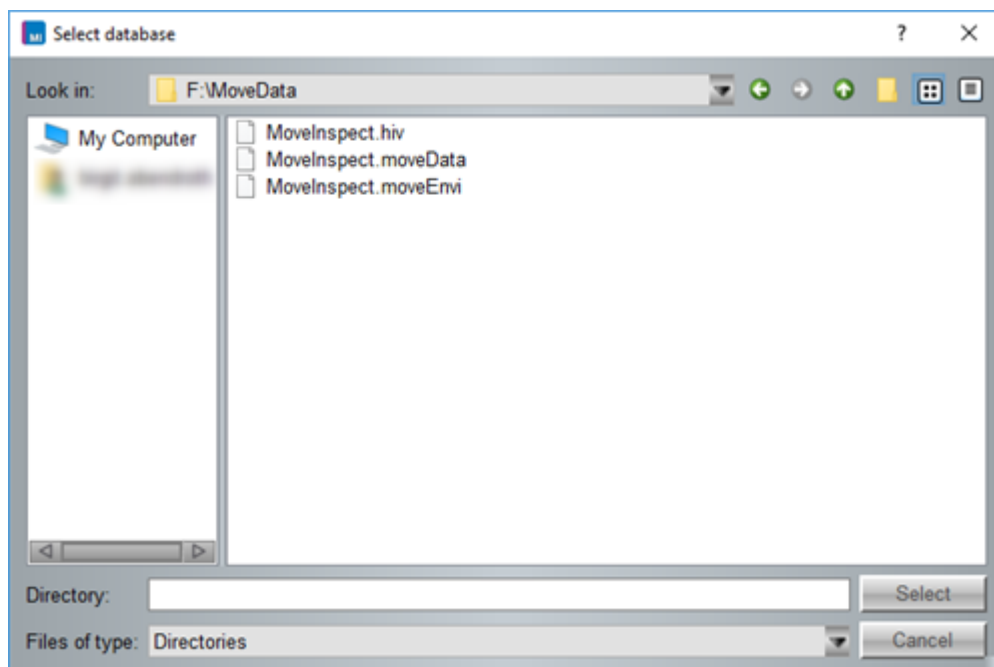 MI Select database ?
Look in: F:\MoveData
My Computer
MoveInspect.hiv
MoveInspect.moveData
MoveInspect.moveEnvi
Directory: Select
Files of type: Directories Cancel